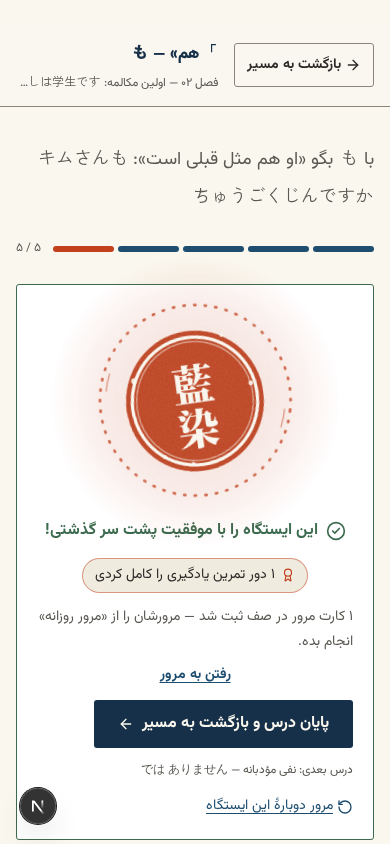 بازگشت به مسیر →
も — «هم 「
فصل ۰۲ — اولین مکالمه: しは学生です…
با も بگو «او هم مثل قبلی است»: キムさんも
ちゅうごくじんですか
۵ / ۵
藍
染
این ایستگاه را با موفقیت پشت سر گذشتی!
۱ دور تمرین یادگیری را کامل کردی
۱ کارت مرور در صف ثبت شد — مرورشان را از «مرور روزانه»
انجام بده.
رفتن به مرور
پایان درس و بازگشت به مسیر ←
درس بعدی: نفی مؤدبانه — では ありません
مرور دوبارهٔ این ایستگاه
N